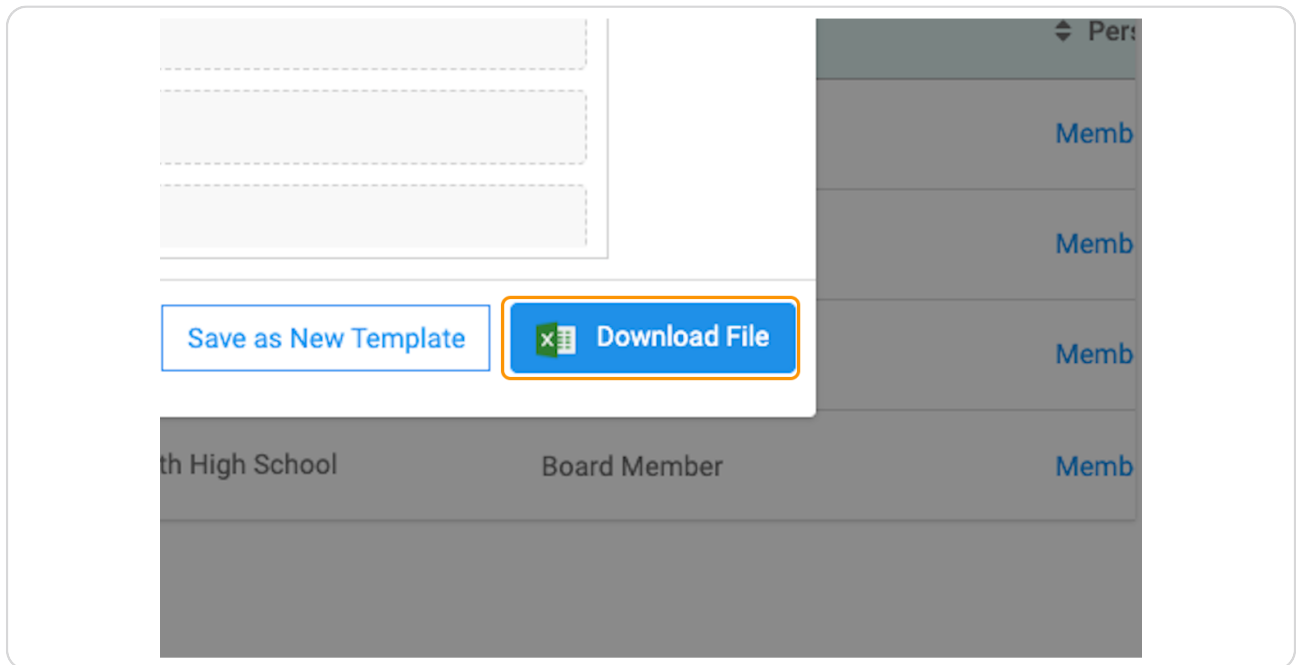 Pers
Memb
Memb
Memb
Save as New Template
Download File
th High School
Board Member
Memb